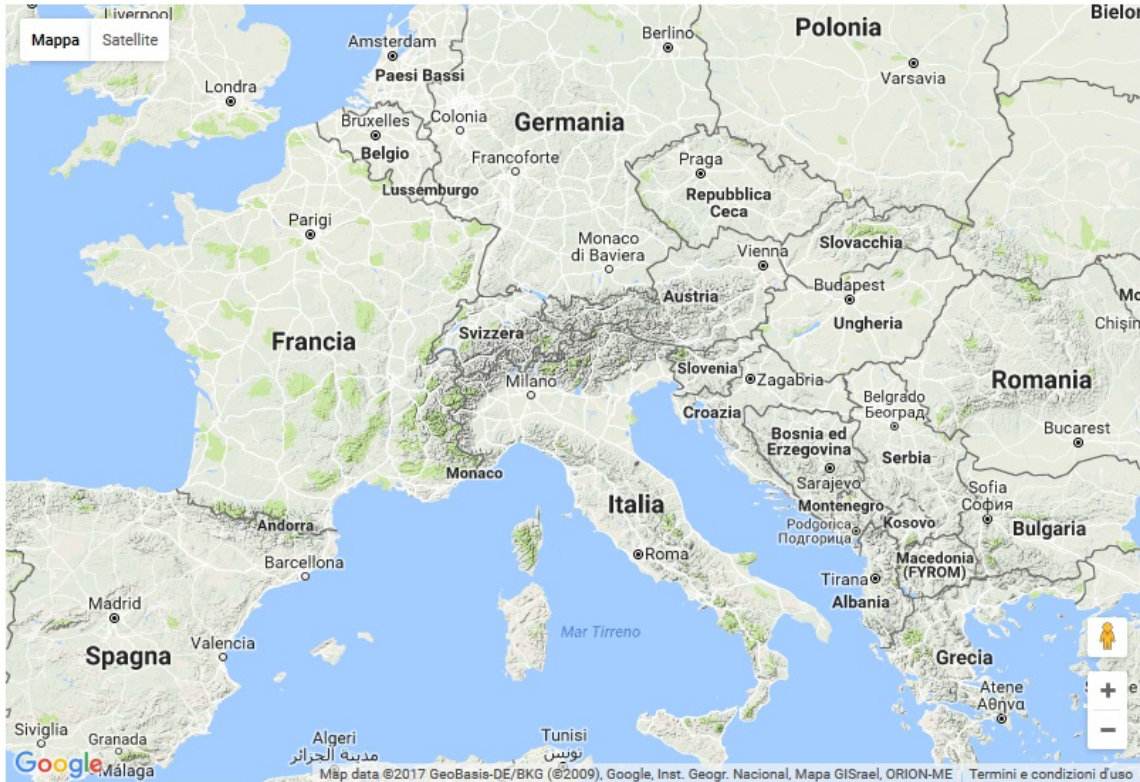 Liverpool
Mappa
Satellite
Londra
Amsterdam
Paesi Bassi
Berlino
Polonia
Varsavia
Bielor
Bruxelles
Belgio
Colonia
Germania
Francoforte
Lussemburgo
Praga
Repubblica
Ceca
Parigi
Monaco
di Baviera
Vienna
Slovacchia
Austria
Budapest
Ungheria
Mo
Chişin
Francia
Svizzera
Milano
Slovenia
Zagabria
Croazia
Belgrado
Београд
Romania
Bucarest
Bosnia ed
Erzegovina
Sarajevo
Serbia
Monaco
Italia
Montenegro
Podgorica
Подгорица
Kosovo
Sofia
София
Bulgaria
Andorra
Barcellona
Roma
Macedonia
(FYROM)
Tirana
Albania
Madrid
Spagna
Valencia
Mar Tirreno
Grecia
Atene
Αθήνα
Siviglia
Granada
Málaga
Algeri
مدينة الجزائر
Tunisi
تونس
+
−
Google
Map data ©2017 GeoBasis-DE/BKG (©2009), Google, Inst. Geogr. Nacional, Mapa GISrael, ORION-ME
Termini e condizioni d'uso